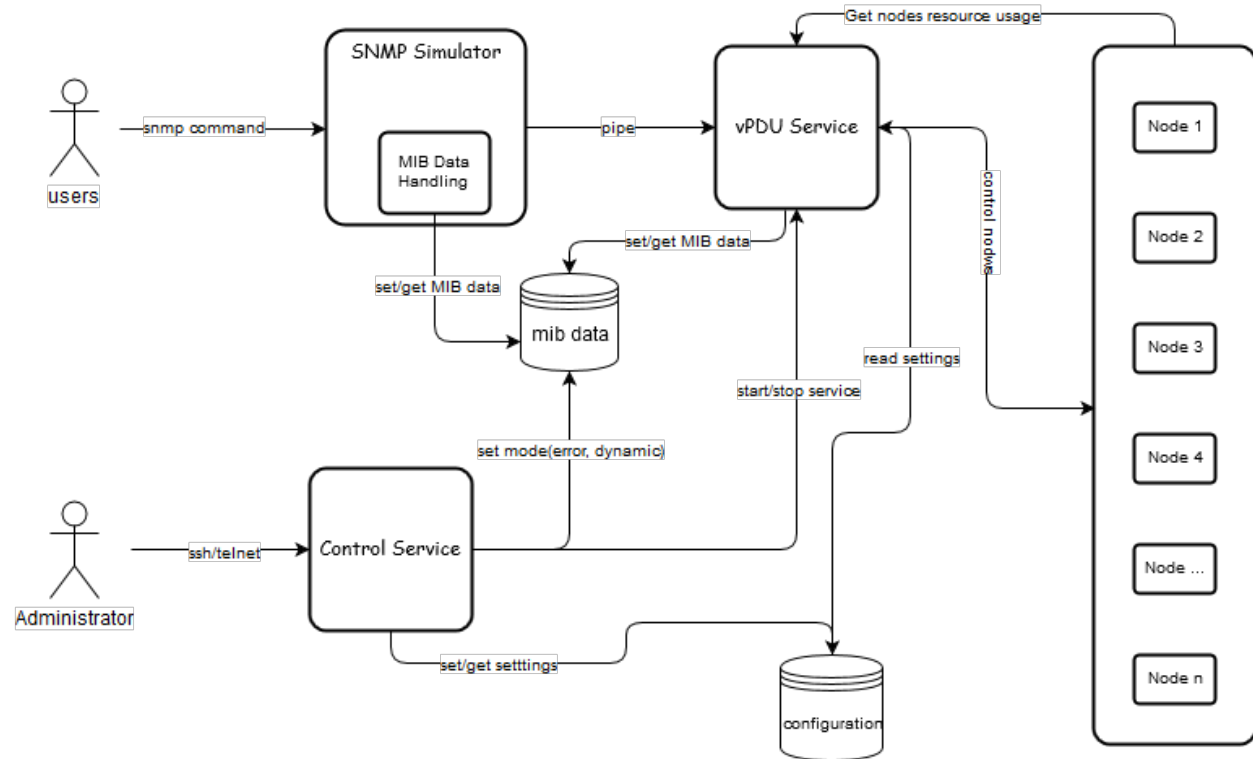 Get nodes resource usage
SNMP Simulator
vPDU Service
Node 1
snmp command
pipe
MIB Data
Handling
users
control nodws
Node 2
set/get MIB data
set/get MIB data
mib data
Node 3
read settings
start/stop service
set mode(error, dynamic)
Node 4
ssh/telnet
Control Service
Node ...
Administrator
set/get setttings
Node n
configuration